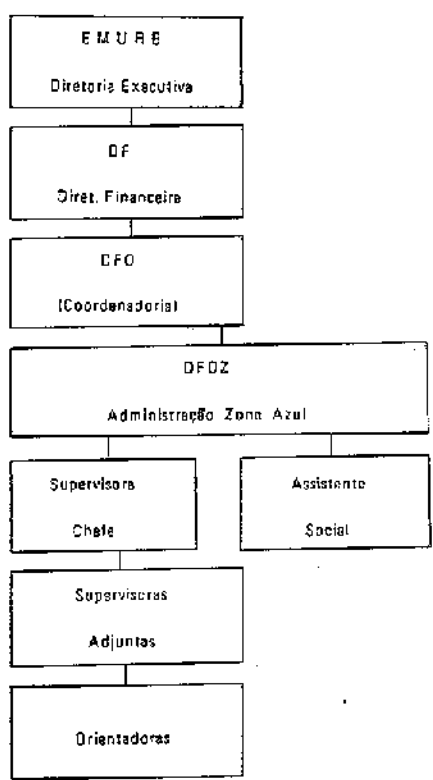 EMURB
Diretoria Executiva
DF
Diret. Financeira
DFO
(Coordenadoria)
DFOZ
Administração Zona Azul
Supervisora
Chefe
Assistente
Social
Supervisoras
Adjuntas
Orientadoras